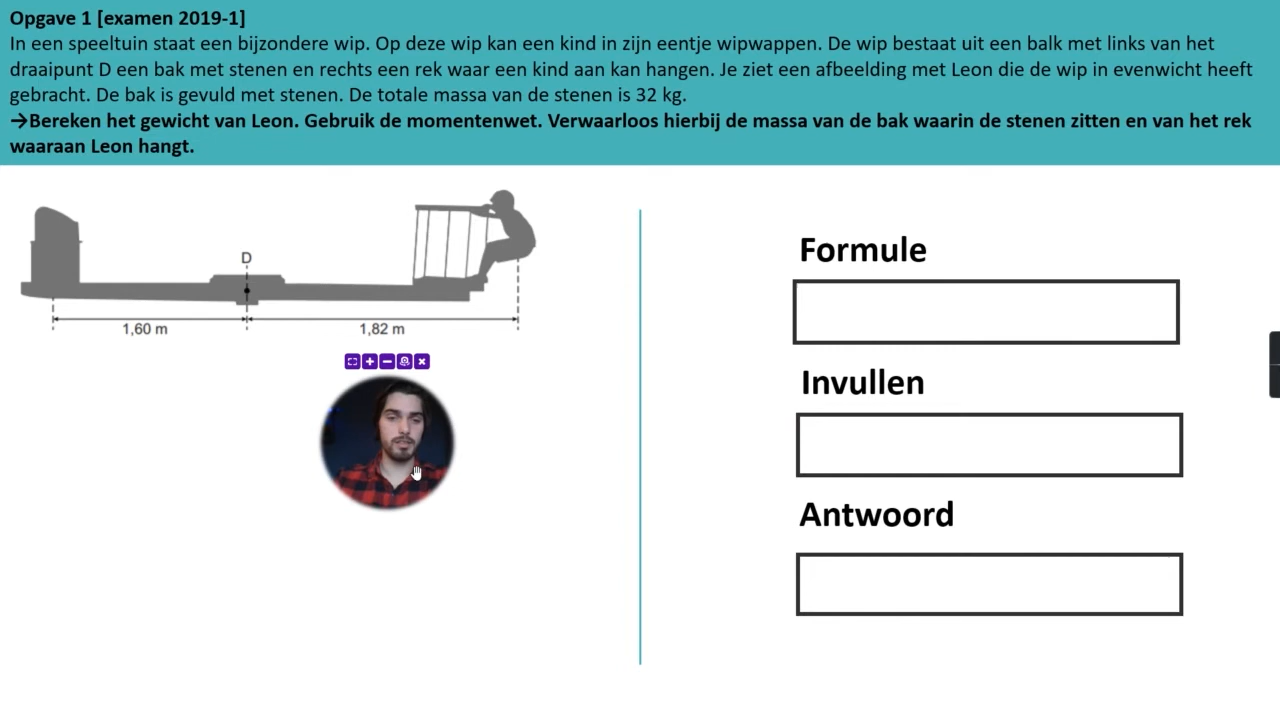 Opgave 1 [examen 2019-1]
In een speeltuin staat een bijzondere wip. Op deze wip kan een kind in zijn eentje wipwappen. De wip bestaat uit een balk met links van het
draaipunt D een bak met stenen en rechts een rek waar een kind aan kan hangen. Je ziet een afbeelding met Leon die de wip in evenwicht heeft
gebracht. De bak is gevuld met stenen. De totale massa van de stenen is 32 kg.
→Bereken het gewicht van Leon. Gebruik de momentenwet. Verwaarloos hierbij de massa van de bak waarin de stenen zitten en van het rek
waaraan Leon hangt.
D
1,60 m
1,82 m
Formule
Invullen
Antwoord